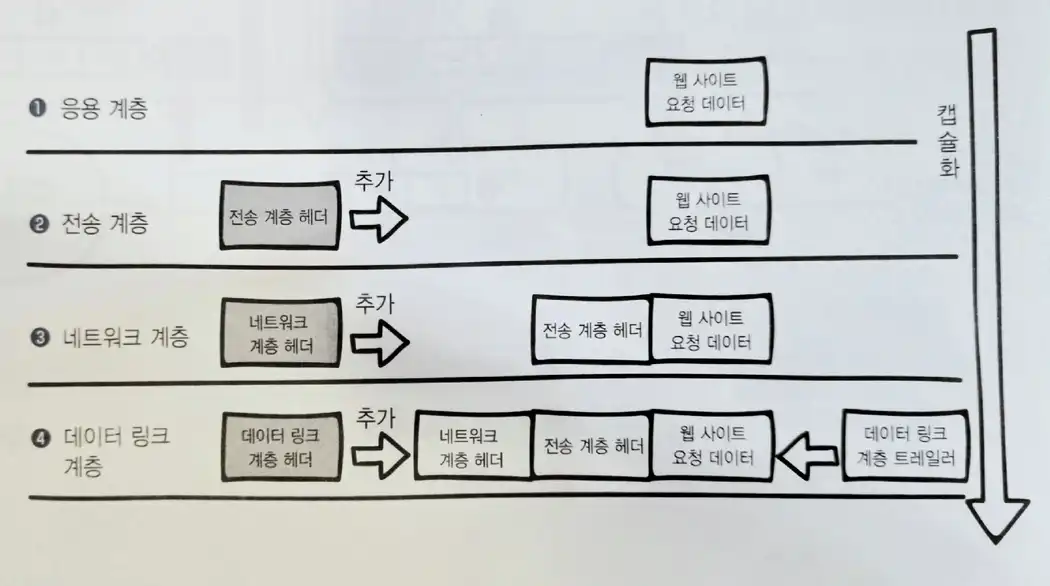 ❶ 응용 계층
웹 사이트
요청 데이터
캡슐화
❷ 전송 계층
전송 계층 헤더
추가
웹 사이트
요청 데이터
❸ 네트워크 계층
네트워크
계층 헤더
추가
전송 계층 헤더
웹 사이트
요청 데이터
❹ 데이터 링크
계층
데이터 링크
계층 헤더
추가
네트워크
계층 헤더
전송 계층 헤더
웹 사이트
요청 데이터
데이터 링크
계층 트레일러